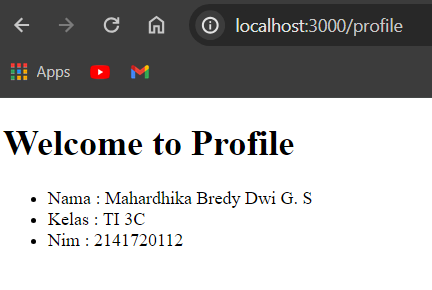 localhost:3000/profile
Apps
Welcome to Profile
Nama : Mahardhika Bredy Dwi G. S
Kelas : TI 3C
Nim : 2141720112